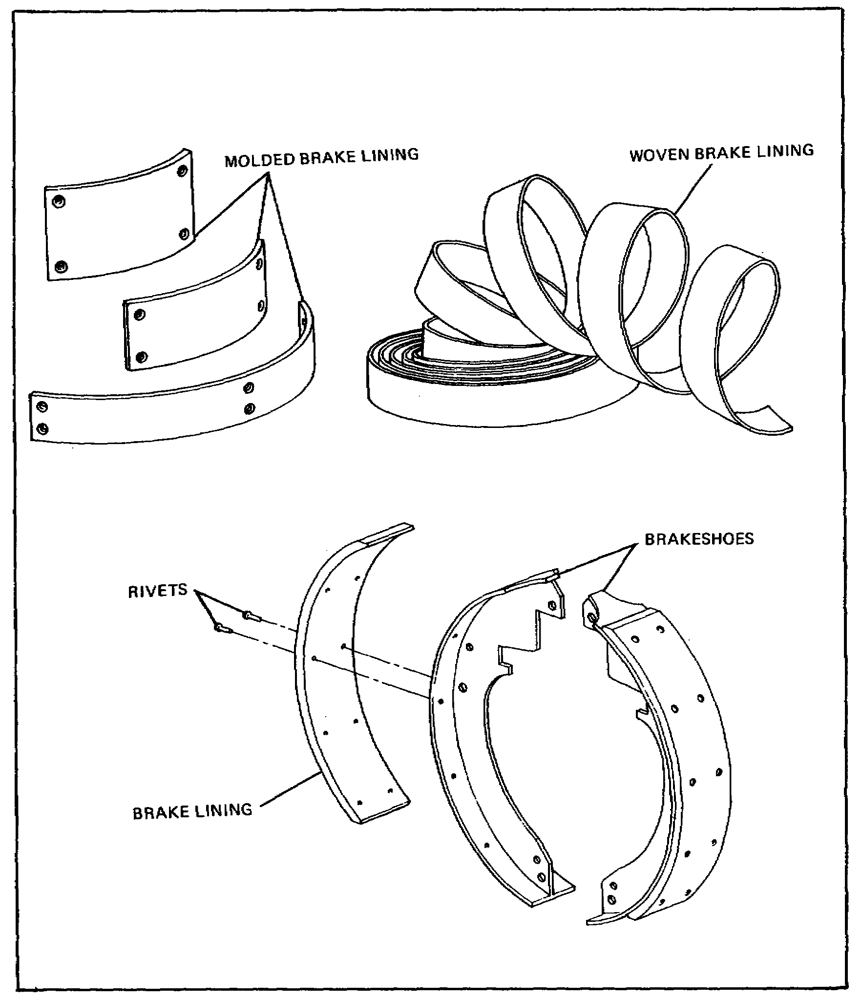 MOLDED BRAKE LINING
WOVEN BRAKE LINING
BRAKESHOES
RIVETS
BRAKE LINING